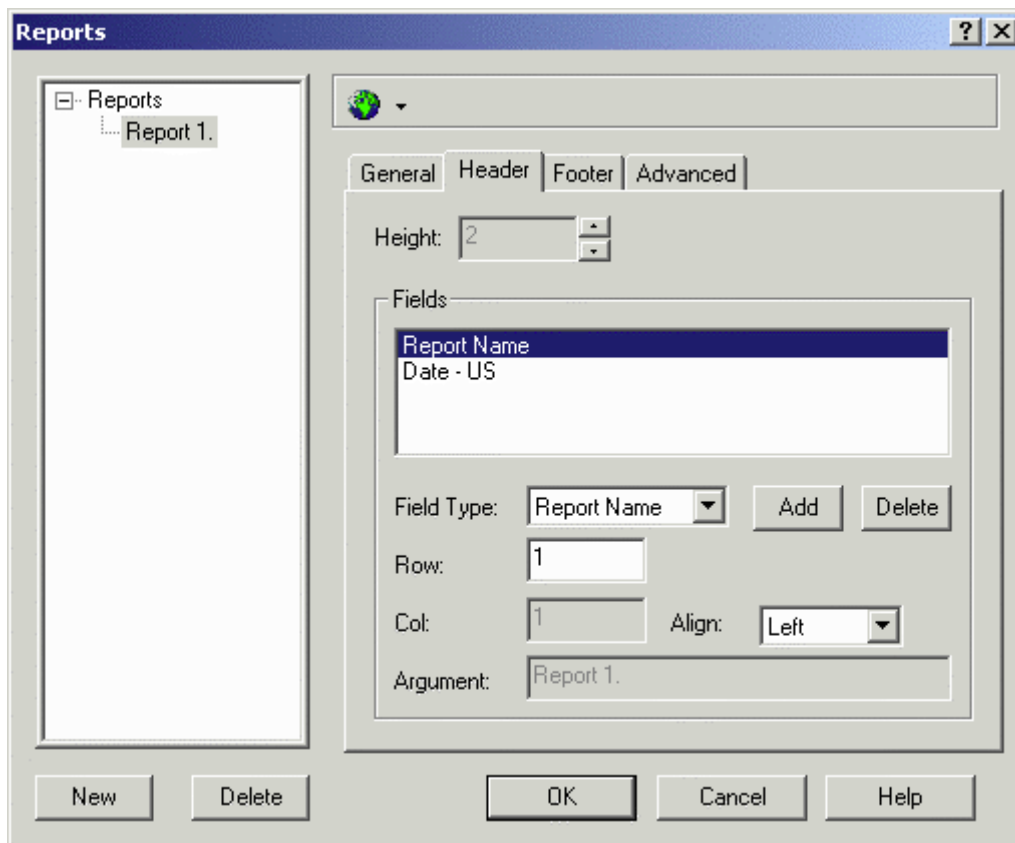 Reports
Reports
Report 1.
General Header Footer Advanced
Height: 2
Fields
Report Name
Date - US
Field Type: Report Name Add Delete
Row: 1
Col: 1 Align: Left
Argument: Report 1.
New Delete OK Cancel Help